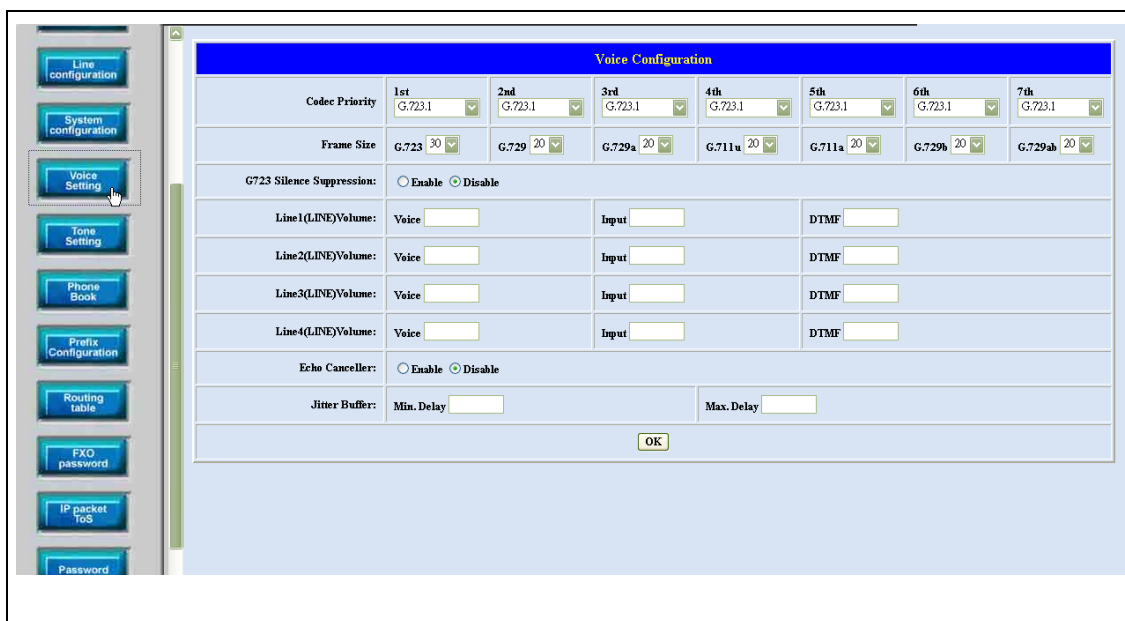 Line
configuration
System
configuration
Voice
Setting
Tone
Setting
Phone
Book
Prefix
Configuration
Routing
table
FXO
password
IP packet
ToS
Password
Voice Configuration
Codec Priority 1st 2nd 3rd 4th 5th 6th 7th
G.723.1 G.723.1 G.723.1 G.723.1 G.723.1 G.723.1 G.723.1
Frame Size G.723 30 G.729 20 G.729a 20 G.711u 20 G.711a 20 G.729b 20 G.729ab 20
G723 Silence Suppression: Enable Disable
Line1(LINE)Volume: Voice Input DTMF
Line2(LINE)Volume: Voice Input DTMF
Line3(LINE)Volume: Voice Input DTMF
Line4(LINE)Volume: Voice Input DTMF
Echo Canceller: Enable Disable
Jitter Buffer: Min. Delay Max. Delay
OK